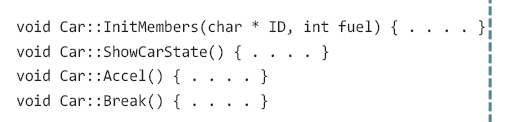 void Car::InitMembers(char * ID, int fuel) { . . . . }
void Car::ShowCarState() { . . . . }
void Car::Accel() { . . . . }
void Car::Break() { . . . . }